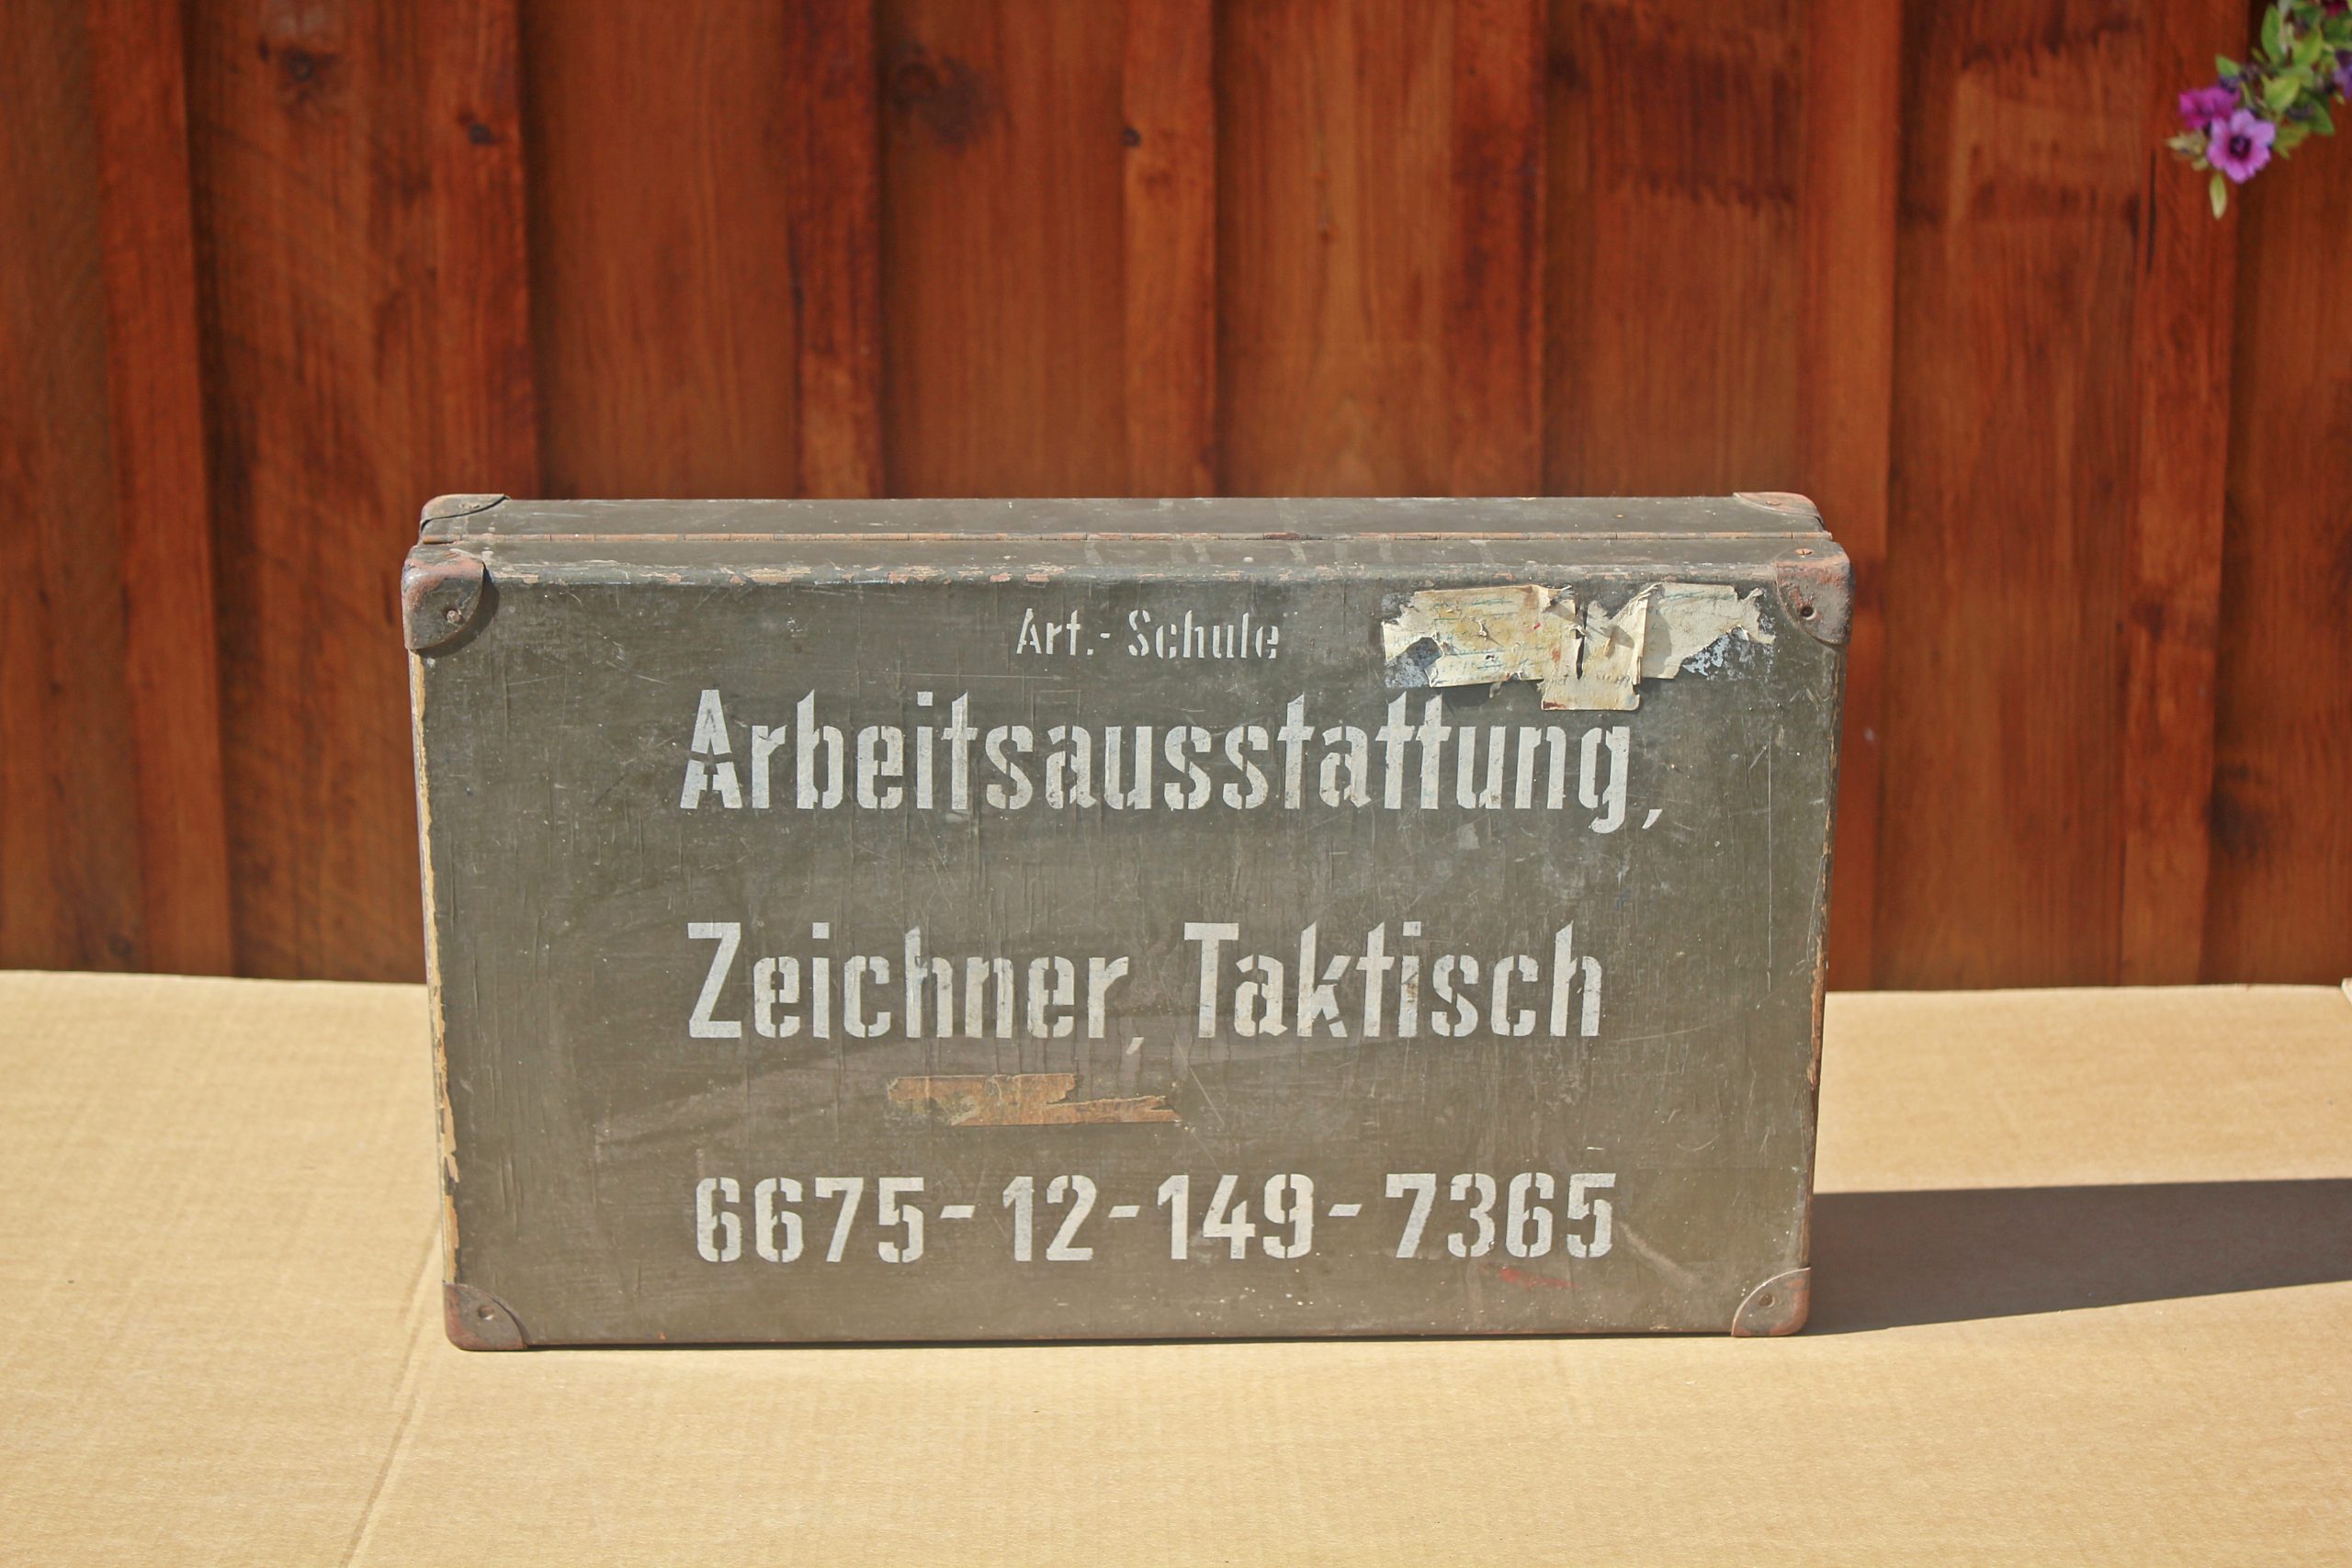 Art.- Schule
Arbeitsausstattung,
Zeichner, Taktisch
6675-12-149-7365